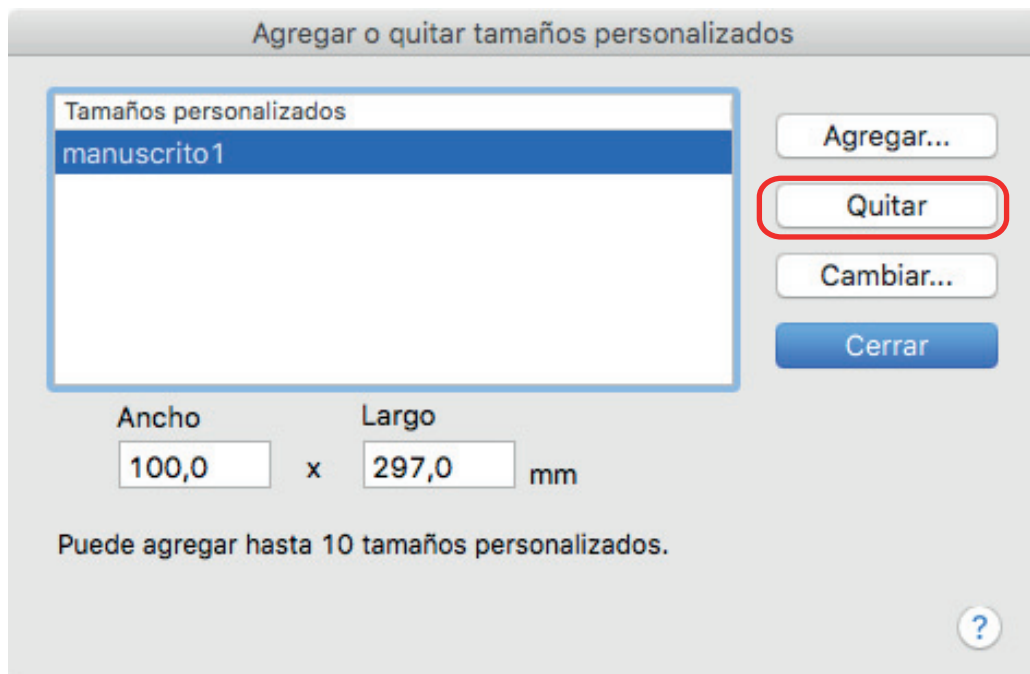 Agregar o quitar tamaños personalizados
Tamaños personalizados
manuscrito1
Agregar...
Quitar
Cambiar...
Cerrar
Ancho Largo
100,0 x 297,0 mm
Puede agregar hasta 10 tamaños personalizados.
?